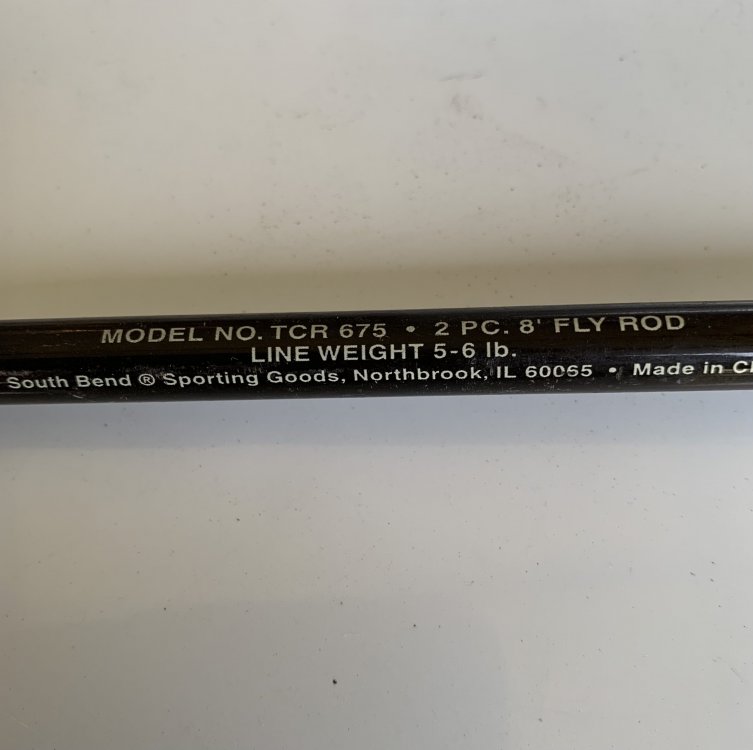 MODEL NO. TCR 675 • 2 PC. 8' FLY ROD
LINE WEIGHT 5-6 lb.
South Bend ® Sporting Goods, Northbrook, IL 60065 • Made in